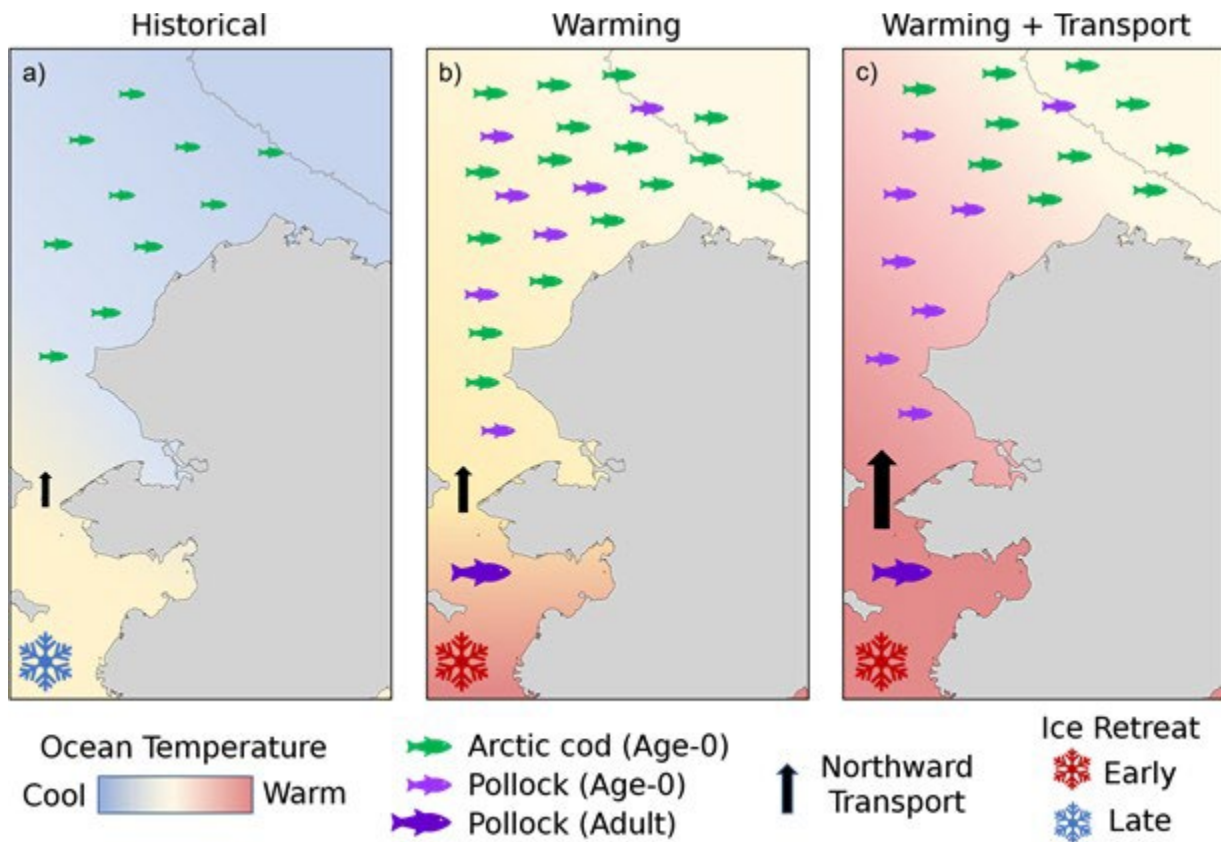 Historical
Warming
Warming + Transport
a)
b)
c)
Ocean Temperature
Cool
Warm
Arctic cod (Age-0)
Pollock (Age-0)
Pollock (Adult)
Northward
Transport
Ice Retreat
Early
Late